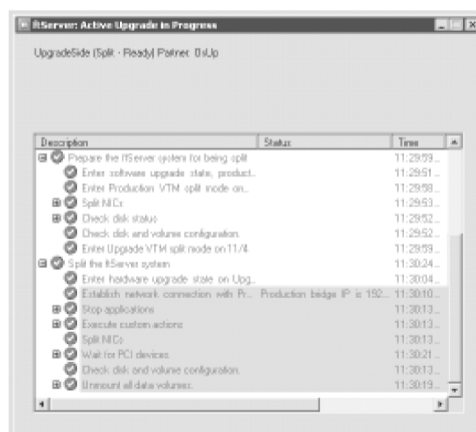 ftServer: Active Upgrade in Progress
UpgradeSide (Split - Ready) Partner: OsUp
Description Status Time
Prepare the ftServer system for being split 11:29:59...
Enter software upgrade state, product... 11:29:51...
Enter Production VTM split mode on... 11:29:58...
Split NICs 11:29:53...
Check disk status 11:29:52...
Check disk and volume configuration. 11:29:52...
Enter Upgrade VTM split mode on 11/4 11:29:59...
Split the ftServer system 11:30:24...
Enter hardware upgrade state on Upg... 11:30:04...
Establish network connection with Pr... Production bridge IP is 192... 11:30:10...
Stop applications 11:30:13...
Execute custom actions 11:30:13...
Split NICs 11:30:13...
Wait for PCI devices. 11:30:21...
Check disk and volume configuration. 11:30:13...
Unmount all data volumes. 11:30:19...